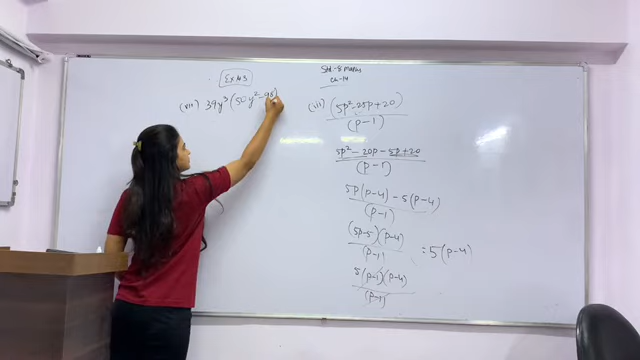 Std.-8 maths
Ch-14
Ex 14.3
(vii) 39y³(50y²-98)
(iii) (5p²-25p+20)
(p-1)
5p²-20p-5p+20
(p-1)
5p(p-4)-5(p-4)
(p-1)
(5p-5)(p-4)
(p-1)
=5(p-4)
5(p-1)(p-4)
(p-1)